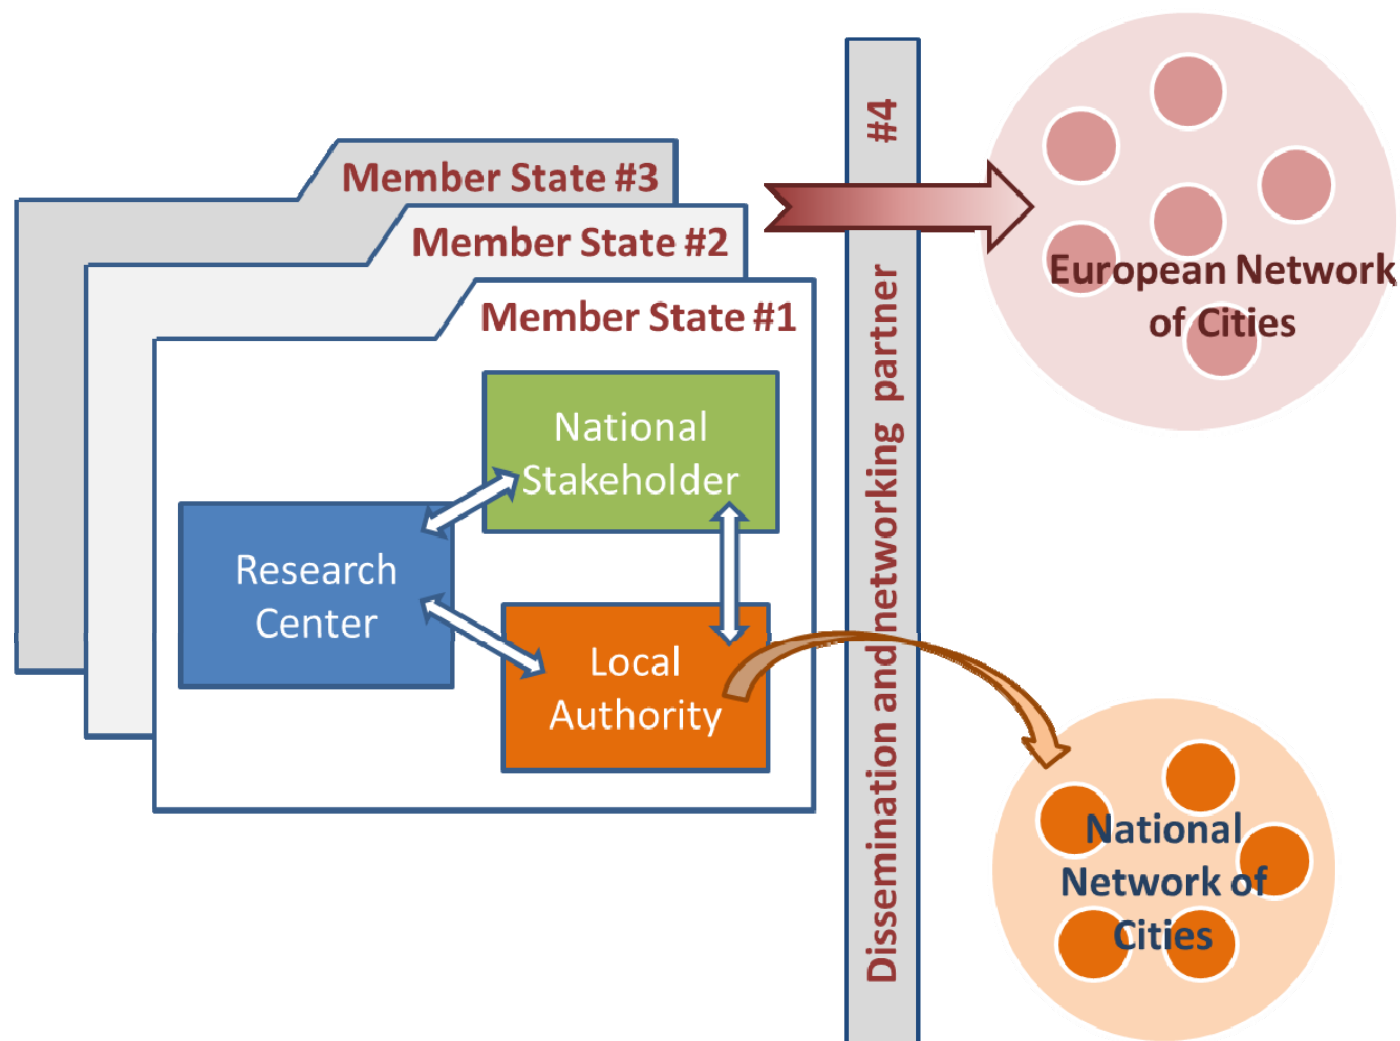 Member State #3
Member State #2
Member State #1
National
Stakeholder
Research
Center
Local
Authority
Dissemination and networking partner #4
European Network
of Cities
National
Network of
Cities